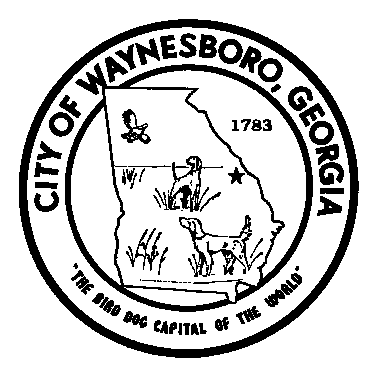 CITY OF WAYNESBORO, GEORGIA
1783
"THE BIRD DOG CAPITAL OF THE WORLD"